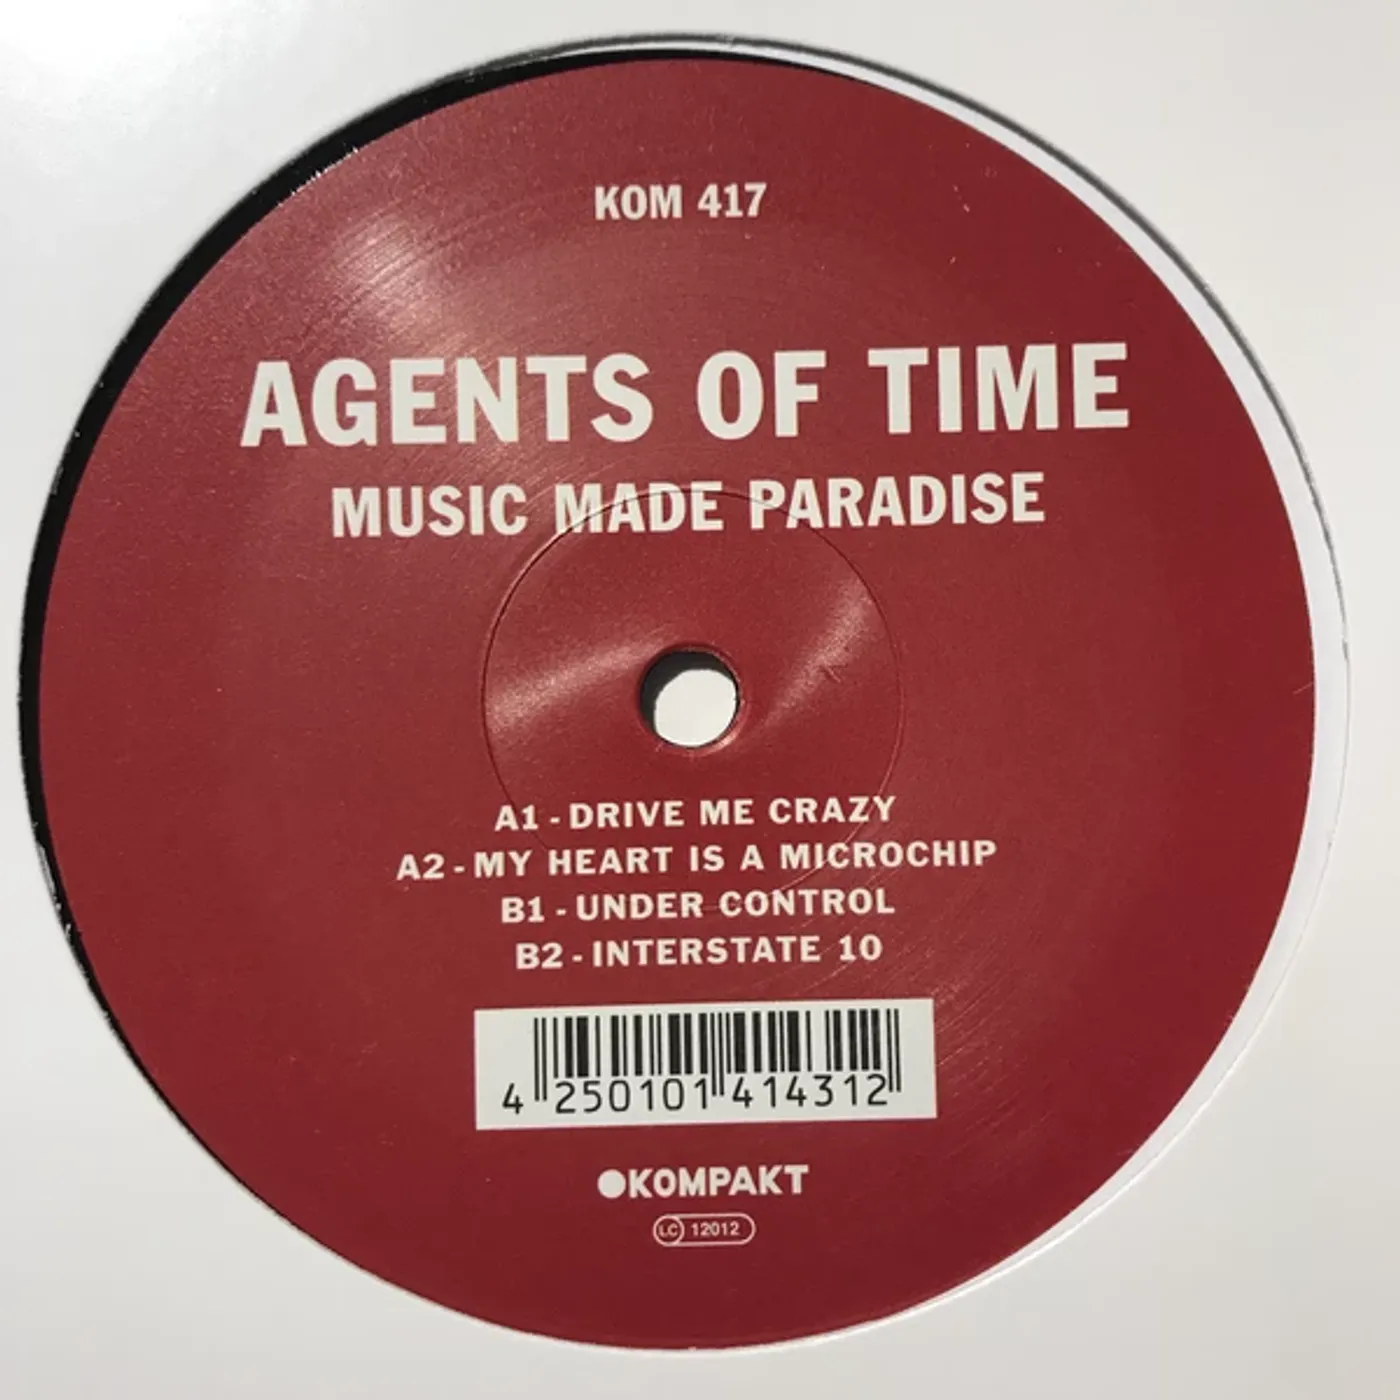 KOM 417
AGENTS OF TIME
MUSIC MADE PARADISE
A1 - DRIVE ME CRAZY
A2 - MY HEART IS A MICROCHIP
B1 - UNDER CONTROL
B2 - INTERSTATE 10
4 250101 414312
KOMPAKT
LC 12012